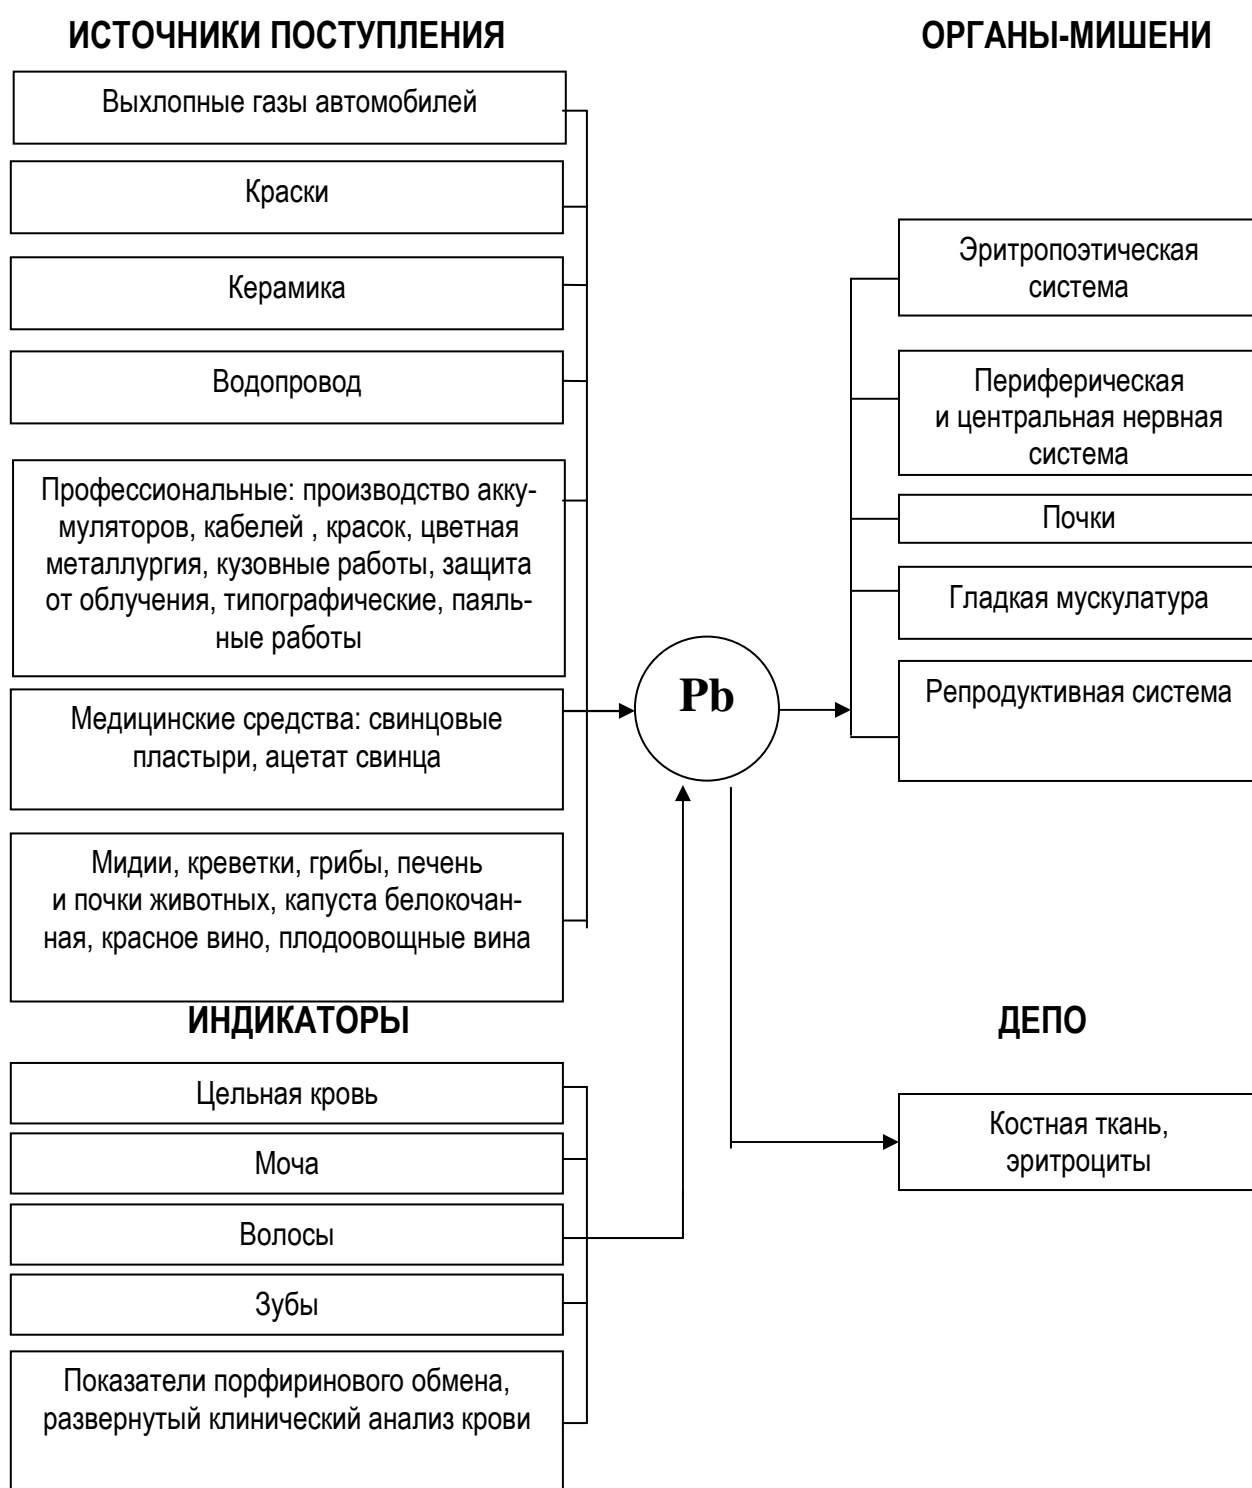 ИСТОЧНИКИ ПОСТУПЛЕНИЯ
Выхлопные газы автомобилей
Краски
Керамика
Водопровод
Профессиональные: производство акку-
муляторов, кабелей , красок, цветная
металлургия, кузовные работы, защита
от облучения, типографические, паяль-
ные работы
Медицинские средства: свинцовые
пластыри, ацетат свинца
Мидии, креветки, грибы, печень
и почки животных, капуста белокочан-
ная, красное вино, плодоовощные вина
ИНДИКАТОРЫ
Цельная кровь
Моча
Волосы
Зубы
Показатели порфиринового обмена,
развернутый клинический анализ крови
Pb
ОРГАНЫ-МИШЕНИ
Эритропоэтическая
система
Периферическая
и центральная нервная
система
Почки
Гладкая мускулатура
Репродуктивная система
ДЕПО
Костная ткань,
эритроциты